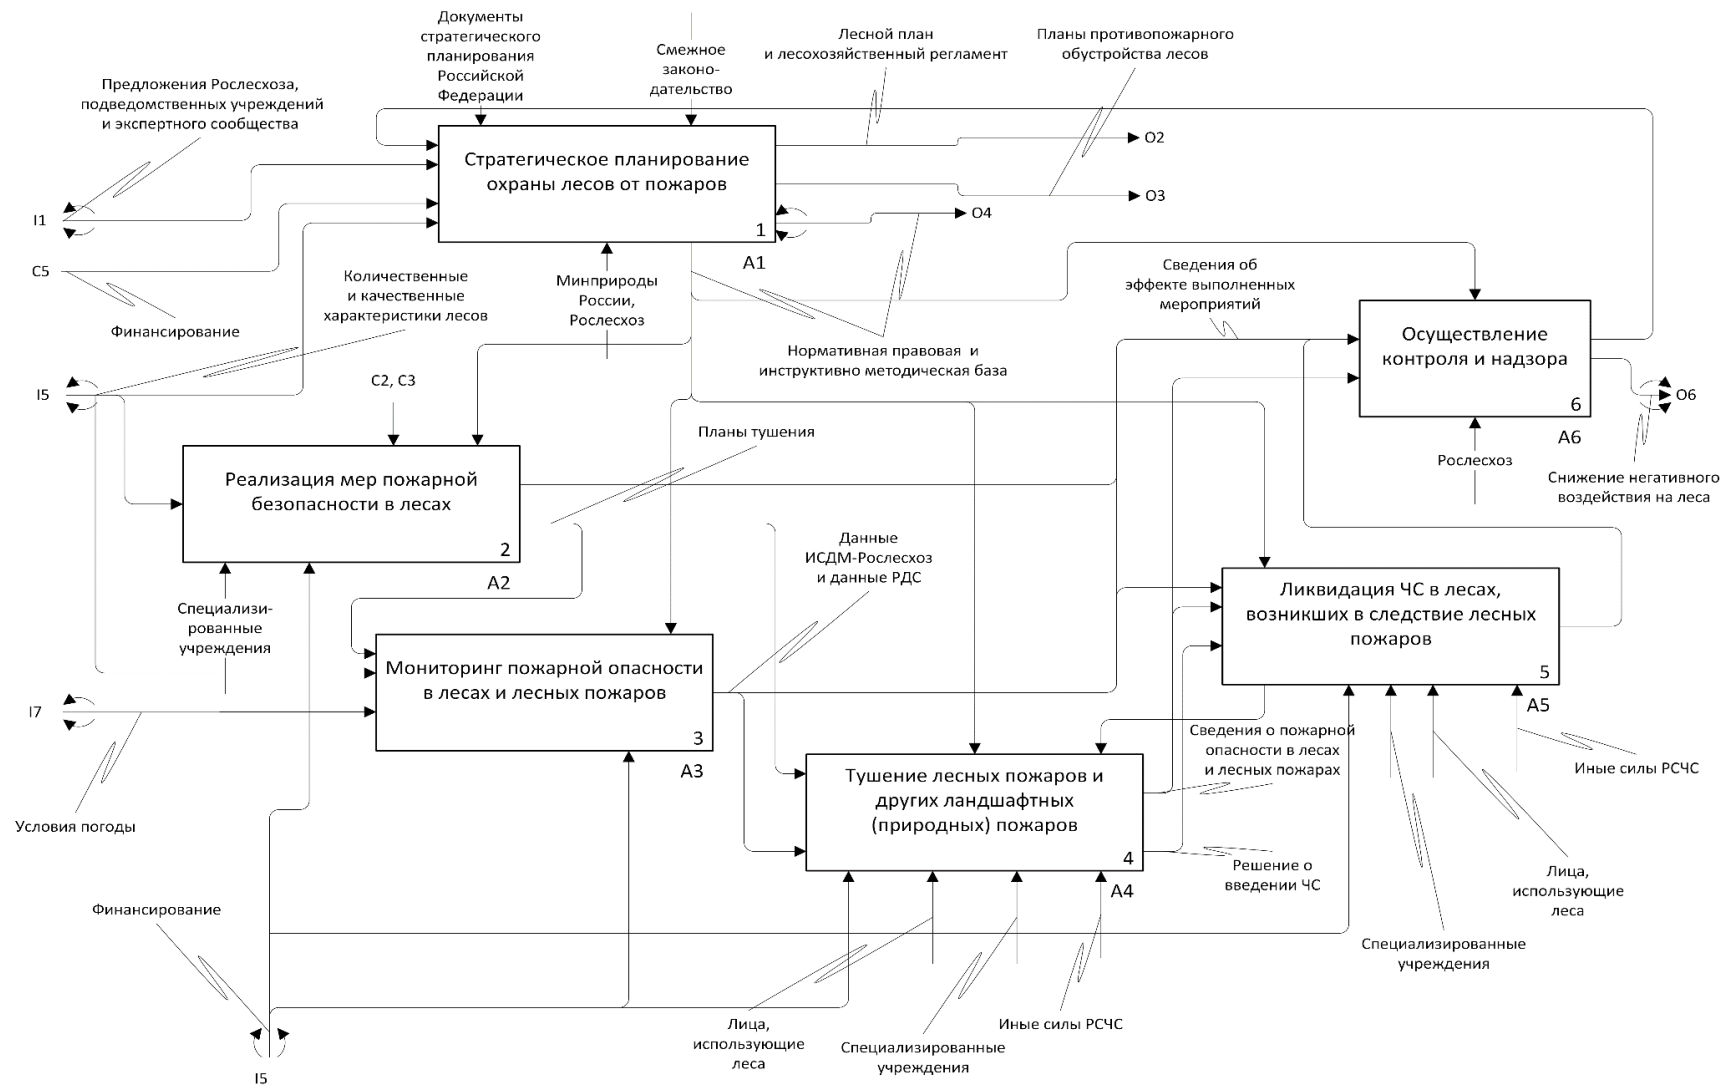 Документы
стратегического
планирования
Российской
Федерации
Смежное
законо-
дательство
Лесной план
и лесохозяйственный регламент
Планы противопожарного
обустройства лесов
Предложения Рослесхоза,
подведомственных учреждений
и экспертного сообщества
Стратегическое планирование
охраны лесов от пожаров
1
А1
O2
O3
O4
I1
C5
Финансирование
Количественные
и качественные
характеристики лесов
Минприроды
России,
Рослесхоз
Нормативная правовая и
инструктивно методическая база
Сведения об
эффекте выполненных
мероприятий
Осуществление
контроля и надзора
6
А6
O6
Рослесхоз
Снижение негативного
воздействия на леса
I5
C2, C3
Планы тушения
Реализация мер пожарной
безопасности в лесах
2
А2
Специализи-
рованные
учреждения
Данные
ИСДМ-Рослесхоз
и данные РДС
Ликвидация ЧС в лесах,
возникших в следствие лесных
пожаров
5
А5
Мониторинг пожарной опасности
в лесах и лесных пожаров
3
А3
I7
Условия погоды
Сведения о пожарной
опасности в лесах
и лесных пожарах
Иные силы РСЧС
Тушение лесных пожаров и
других ландшафтных
(природных) пожаров
4
А4
Решение о
введении ЧС
Лица,
использующие
леса
Специализированные
учреждения
Финансирование
Лица,
использующие
леса
Специализированные
учреждения
Иные силы РСЧС
I5